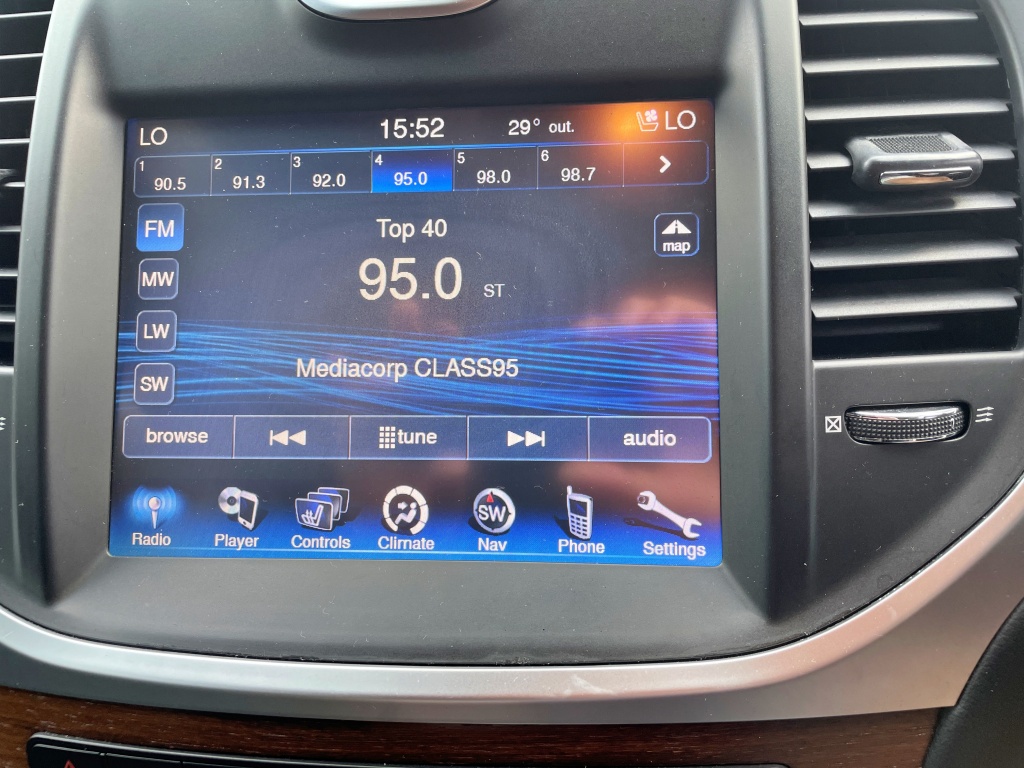 LO 15:52 29° out. LO
1 90.5 2 91.3 3 92.0 4 95.0 5 98.0 6 98.7
FM Top 40
map
MW 95.0 ST
LW
Mediacorp CLASS95
SW
browse tune audio
SW
Radio Player Controls Climate Nav Phone Settings